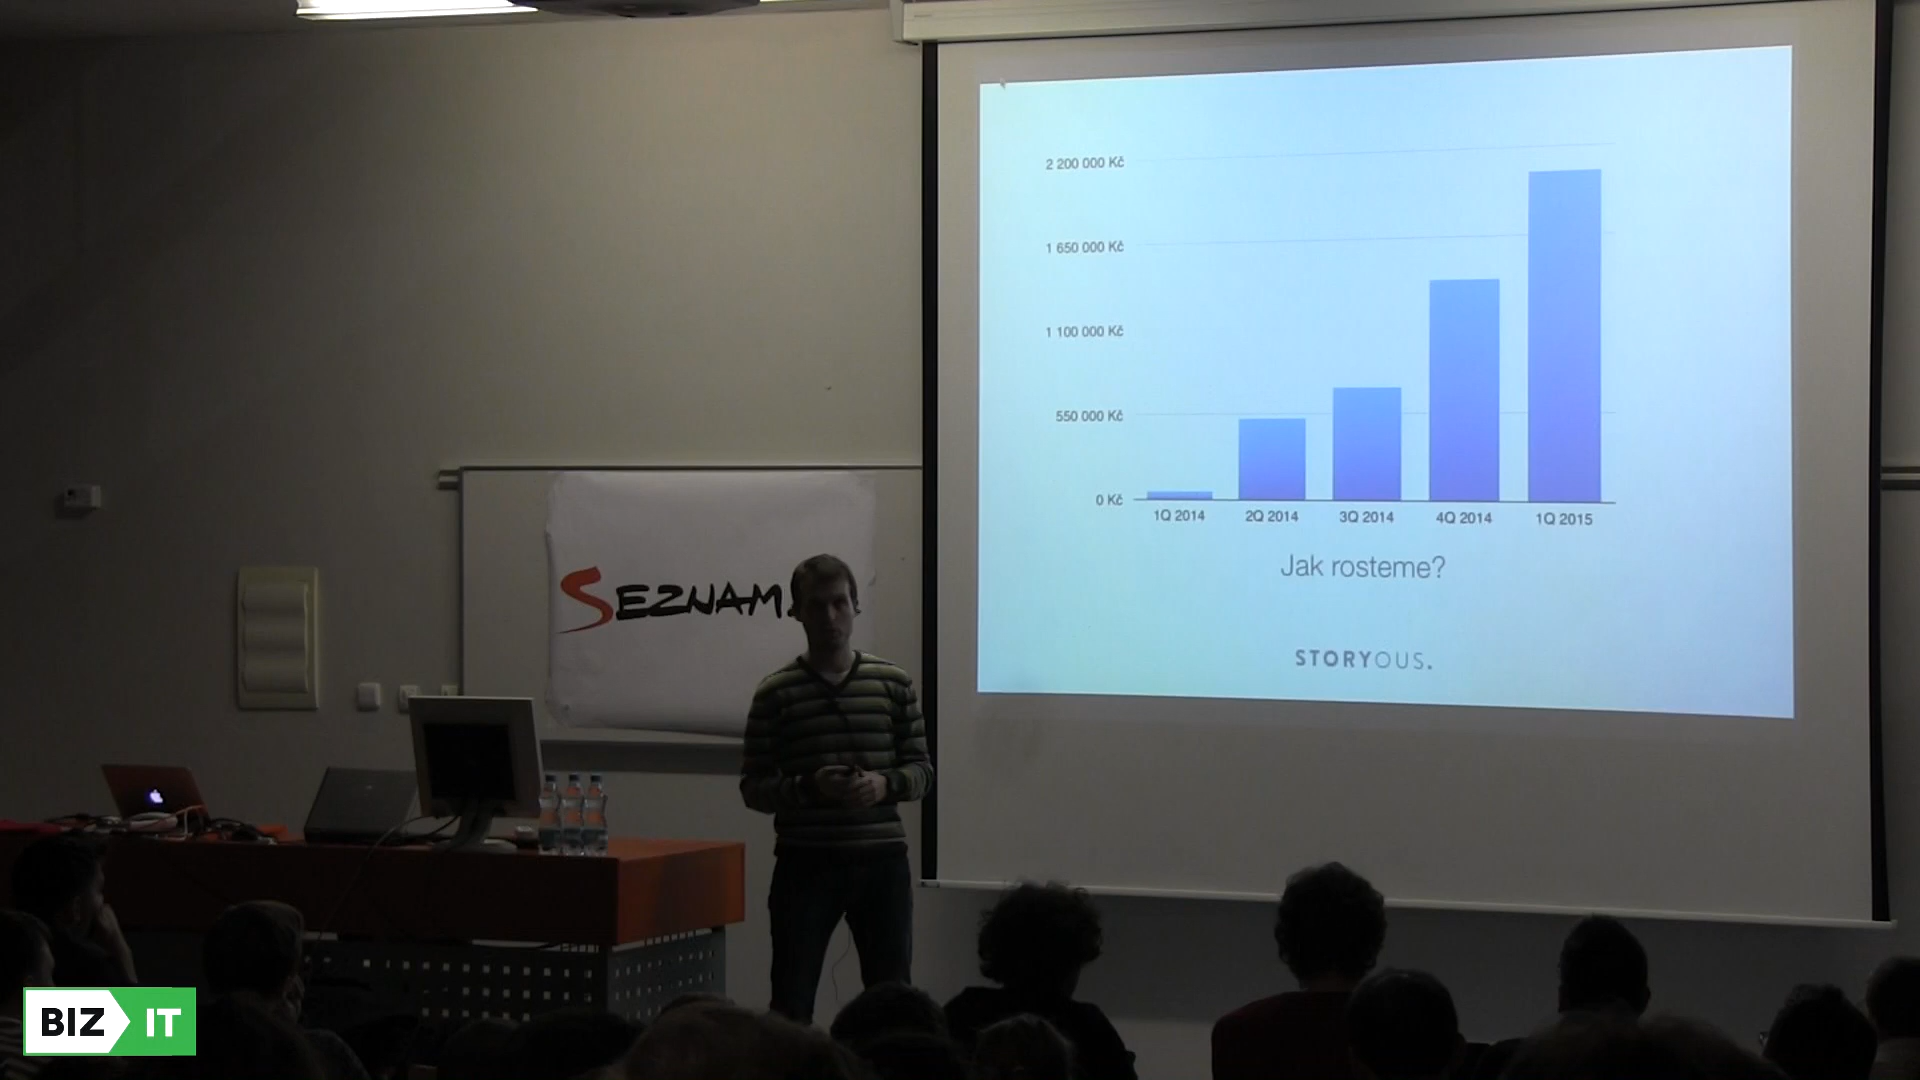 2 200 000 Kč
1 650 000 Kč
1 100 000 Kč
550 000 Kč
0 Kč
1Q 2014 2Q 2014 3Q 2014 4Q 2014 1Q 2015
Jak rosteme?
STORYOUS.
SEZNAM.
BIZ IT